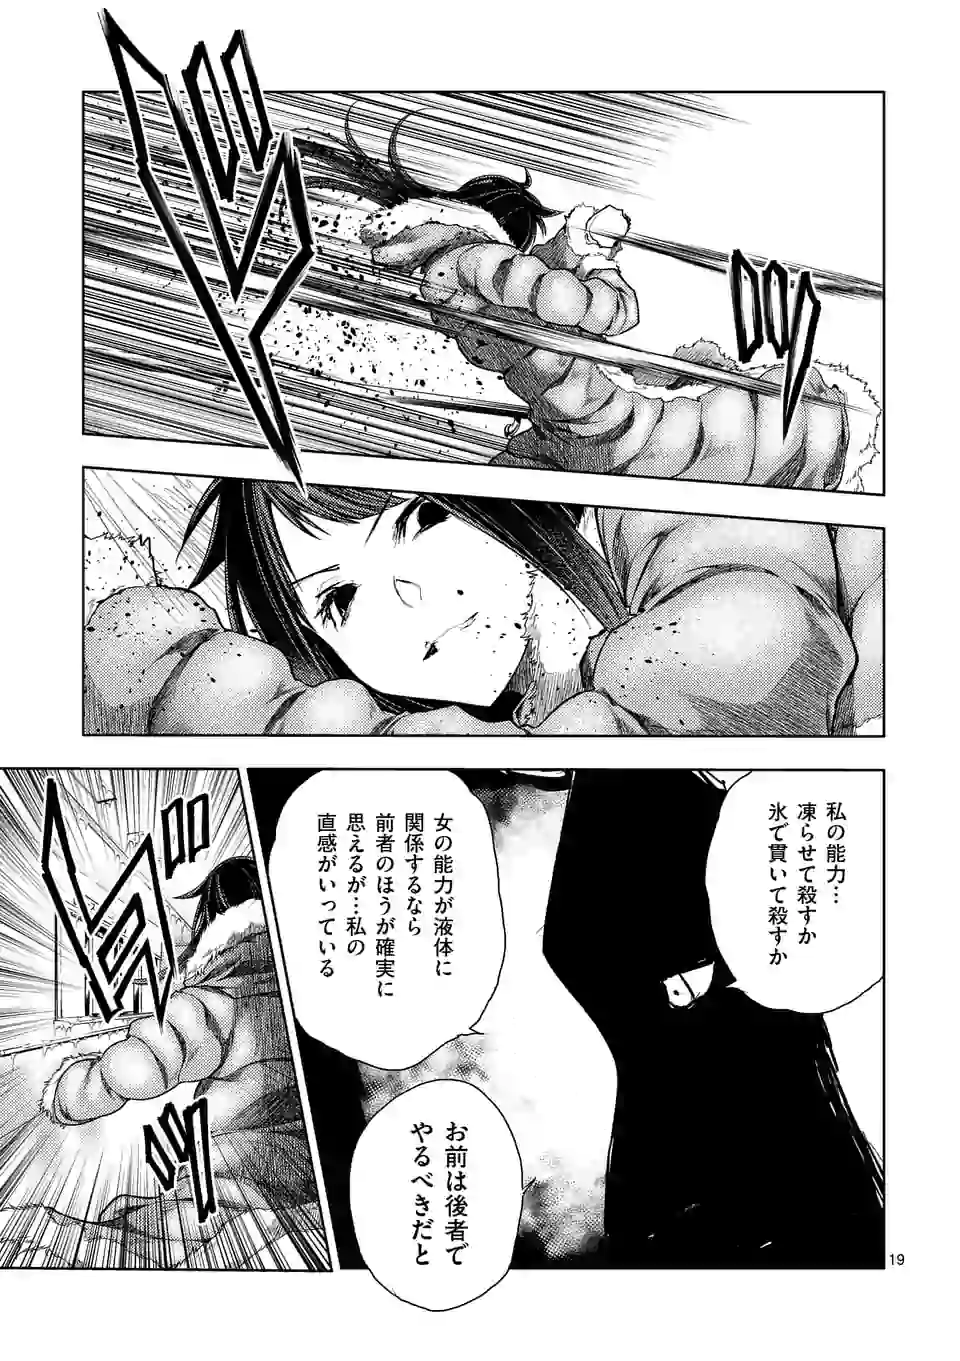 ドドドッ
ドドッ
私の能力…
凍らせて殺すか
氷で貫いて殺すか
女の能力が液体に
関係するなら
前者のほうが確実に
思えるが…私の
直感がいっている
お前は後者で
やるべきだと
19